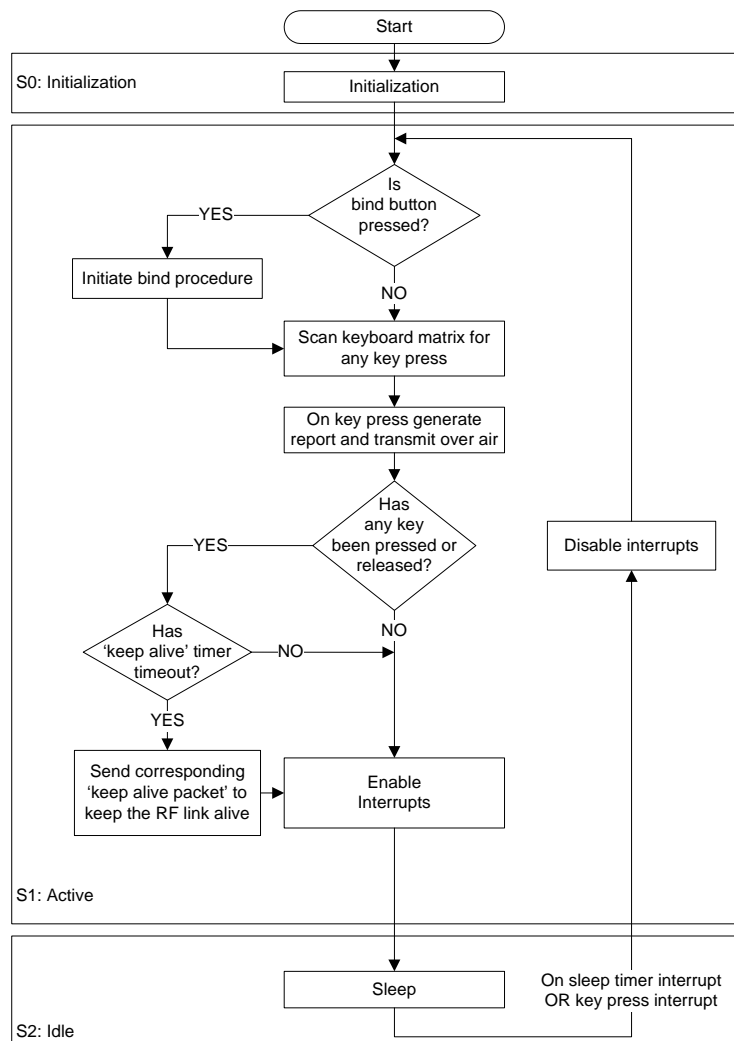 Start
S0: Initialization
Initialization
Is
bind button
pressed?
YES
Initiate bind procedure
NO
Scan keyboard matrix for
any key press
On key press generate
report and transmit over air
Has
any key
been pressed or
released?
YES
Disable interrupts
Has
‘keep alive’ timer
timeout?
NO
NO
YES
Send corresponding
‘keep alive packet’ to
keep the RF link alive
Enable
Interrupts
S1: Active
Sleep
On sleep timer interrupt
OR key press interrupt
S2: Idle